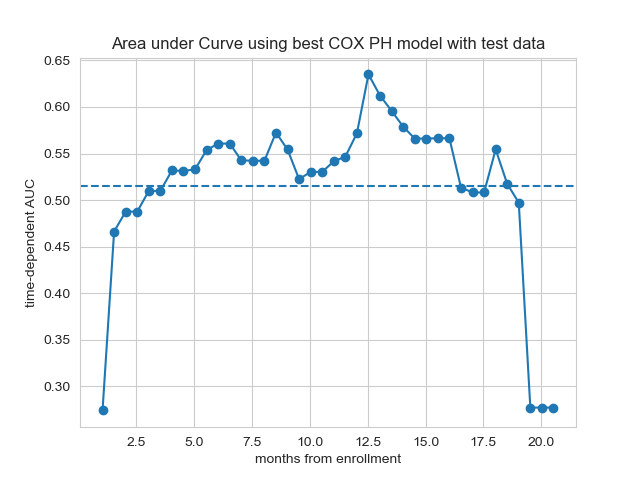 Area under Curve using best COX PH model with test data
time-dependent AUC
0.65
0.60
0.55
0.50
0.45
0.40
0.35
0.30
2.5 5.0 7.5 10.0 12.5 15.0 17.5 20.0
months from enrollment